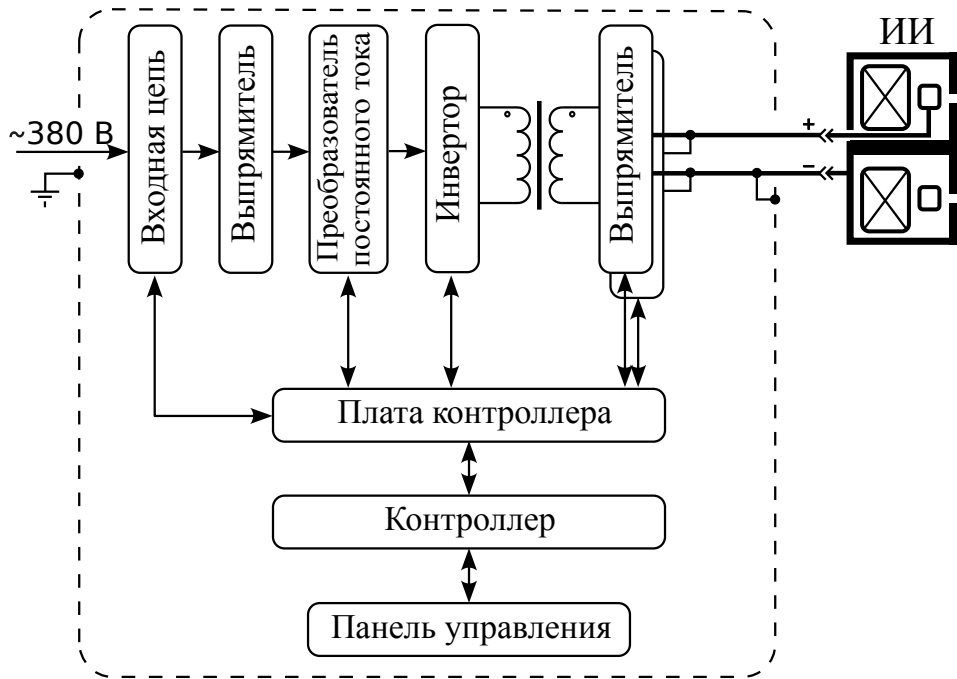 ИИ
~380 В
Входная цепь
Выпрямитель
Преобразователь
постоянного тока
Инвертор
Выпрямитель
+
−
Плата контроллера
Контроллер
Панель управления